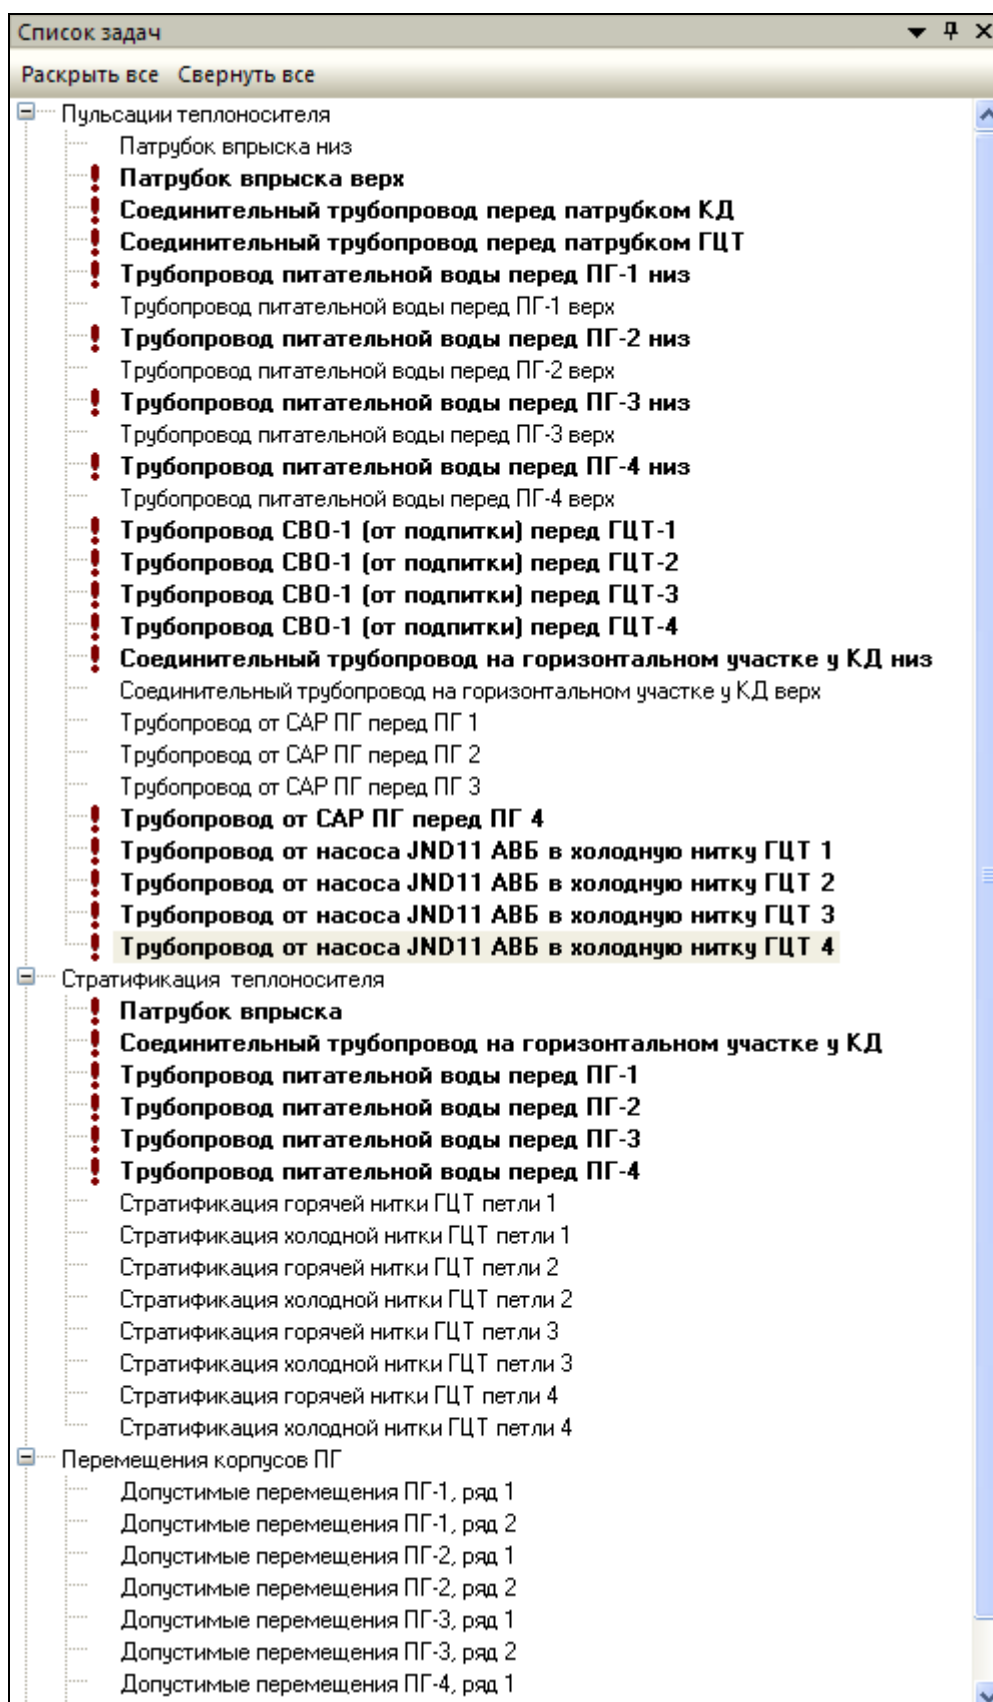 Список задач
Раскрыть все Свернуть все
Пульсации теплоносителя
Патрубок впрыска низ
Патрубок впрыска верх
Соединительный трубопровод перед патрубком КД
Соединительный трубопровод перед патрубком ГЦТ
Трубопровод питательной воды перед ПГ-1 низ
Трубопровод питательной воды перед ПГ-1 верх
Трубопровод питательной воды перед ПГ-2 низ
Трубопровод питательной воды перед ПГ-2 верх
Трубопровод питательной воды перед ПГ-3 низ
Трубопровод питательной воды перед ПГ-3 верх
Трубопровод питательной воды перед ПГ-4 низ
Трубопровод питательной воды перед ПГ-4 верх
Трубопровод СВО-1 (от подпитки) перед ГЦТ-1
Трубопровод СВО-1 (от подпитки) перед ГЦТ-2
Трубопровод СВО-1 (от подпитки) перед ГЦТ-3
Трубопровод СВО-1 (от подпитки) перед ГЦТ-4
Соединительный трубопровод на горизонтальном участке у КД низ
Соединительный трубопровод на горизонтальном участке у КД верх
Трубопровод от САР ПГ перед ПГ 1
Трубопровод от САР ПГ перед ПГ 2
Трубопровод от САР ПГ перед ПГ 3
Трубопровод от САР ПГ перед ПГ 4
Трубопровод от насоса JND11 АВБ в холодную нитку ГЦТ 1
Трубопровод от насоса JND11 АВБ в холодную нитку ГЦТ 2
Трубопровод от насоса JND11 АВБ в холодную нитку ГЦТ 3
Трубопровод от насоса JND11 АВБ в холодную нитку ГЦТ 4
Стратификация теплоносителя
Патрубок впрыска
Соединительный трубопровод на горизонтальном участке у КД
Трубопровод питательной воды перед ПГ-1
Трубопровод питательной воды перед ПГ-2
Трубопровод питательной воды перед ПГ-3
Трубопровод питательной воды перед ПГ-4
Стратификация горячей нитки ГЦТ петли 1
Стратификация холодной нитки ГЦТ петли 1
Стратификация горячей нитки ГЦТ петли 2
Стратификация холодной нитки ГЦТ петли 2
Стратификация горячей нитки ГЦТ петли 3
Стратификация холодной нитки ГЦТ петли 3
Стратификация горячей нитки ГЦТ петли 4
Стратификация холодной нитки ГЦТ петли 4
Перемещения корпусов ПГ
Допустимые перемещения ПГ-1, ряд 1
Допустимые перемещения ПГ-1, ряд 2
Допустимые перемещения ПГ-2, ряд 1
Допустимые перемещения ПГ-2, ряд 2
Допустимые перемещения ПГ-3, ряд 1
Допустимые перемещения ПГ-3, ряд 2
Допустимые перемещения ПГ-4, ряд 1